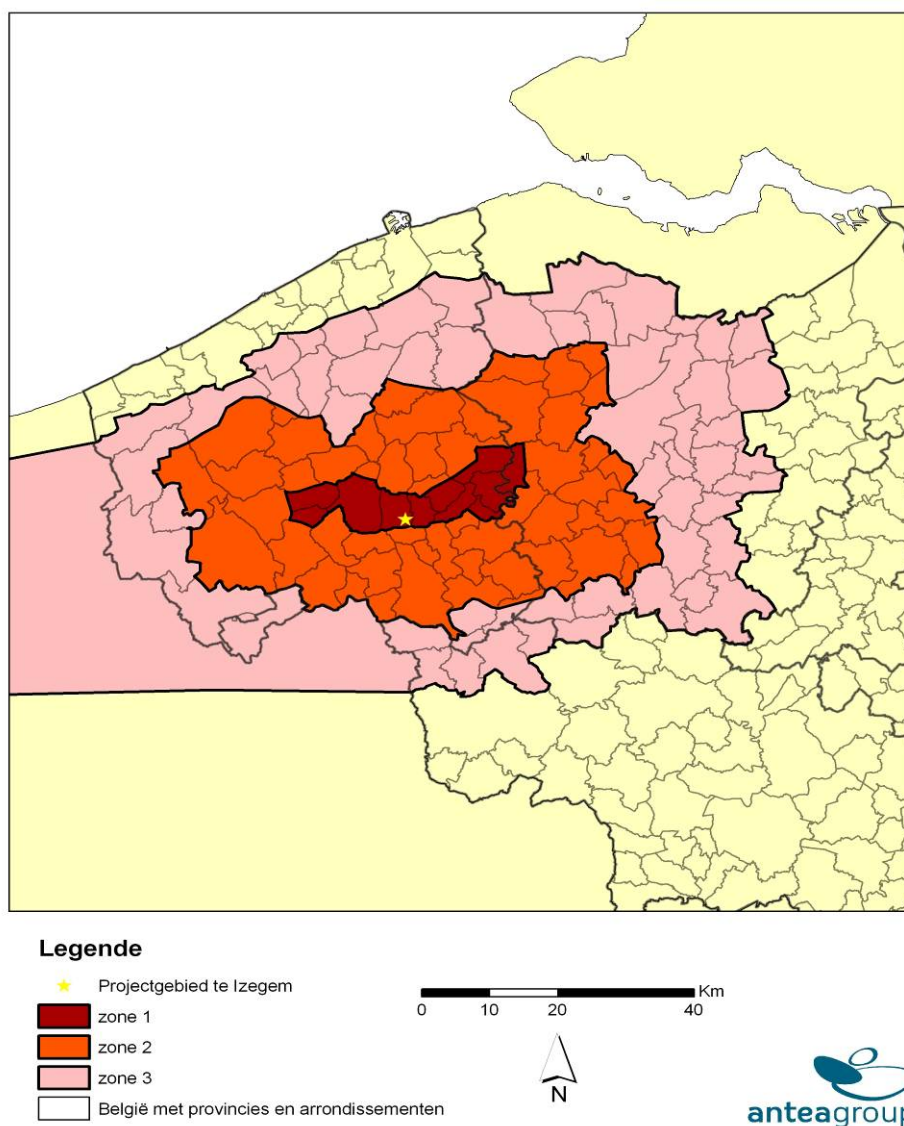 Legende
Projectgebied te Izegem
zone 1
zone 2
zone 3
België met provincies en arrondissementen
Km
0 10 20 40
N
anteagroup